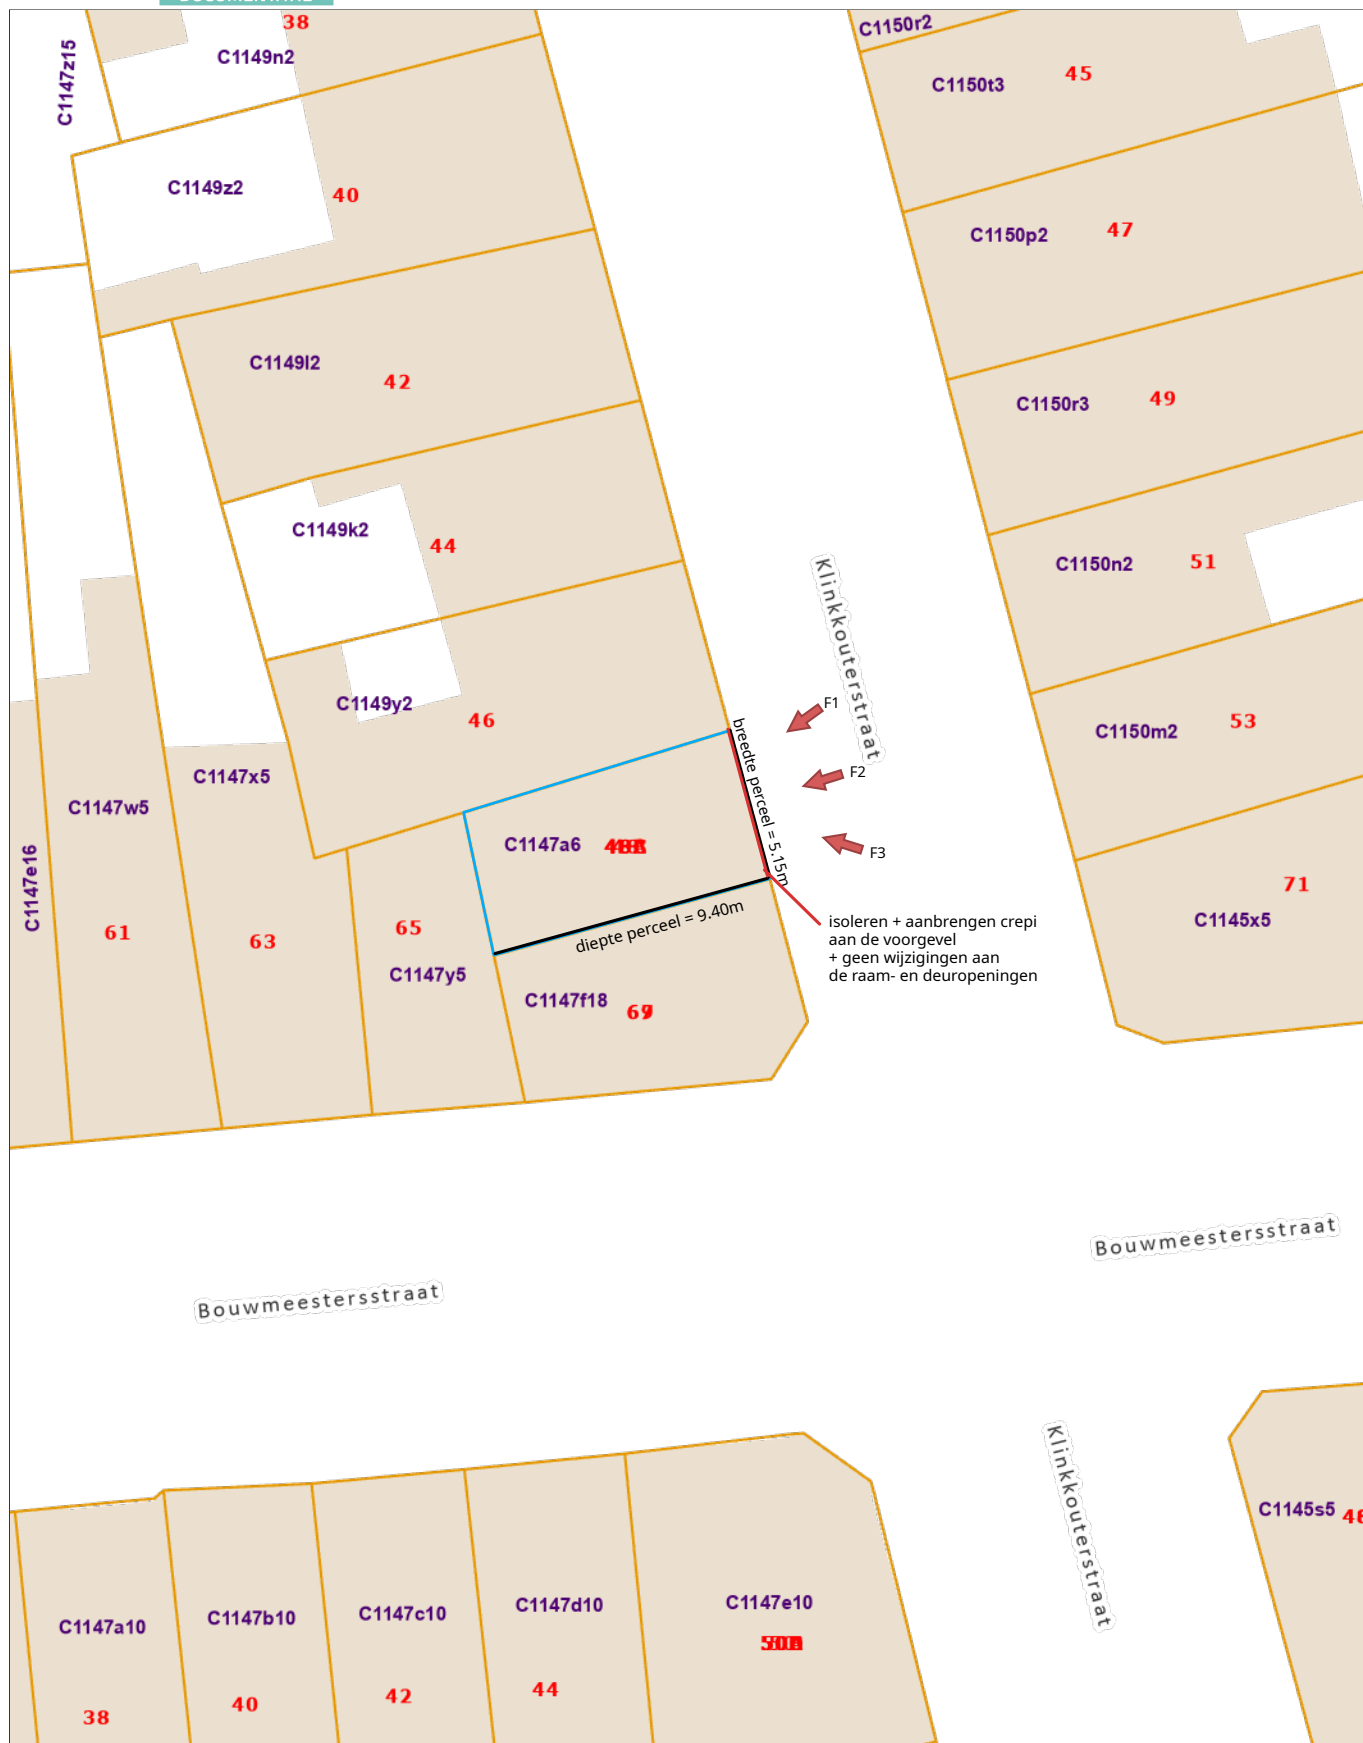 38
C1149n2
C1147z15
C1150r2
C1150t3
45
C1149z2
40
C1150p2
47
C1149l2
42
C1150r3
49
C1149k2
44
C1150n2
51
Klinkkouterstraat
C1149y2
46
F1
F2
F3
C1150m2
53
breedte perceel = 5.15m
C1147x5
C1147w5
C1147a6
C1147e16
61
63
65
C1147y5
diepte perceel = 9.40m
isoleren + aanbrengen crepi
aan de voorgevel
+ geen wijzigingen aan
de raam- en deuropeningen
71
C1145x5
C1147f18
Bouwmeestersstraat
Bouwmeestersstraat
Klinkkouterstraat
C1145s5
C1147a10
38
C1147b10
40
C1147c10
42
C1147d10
44
C1147e10